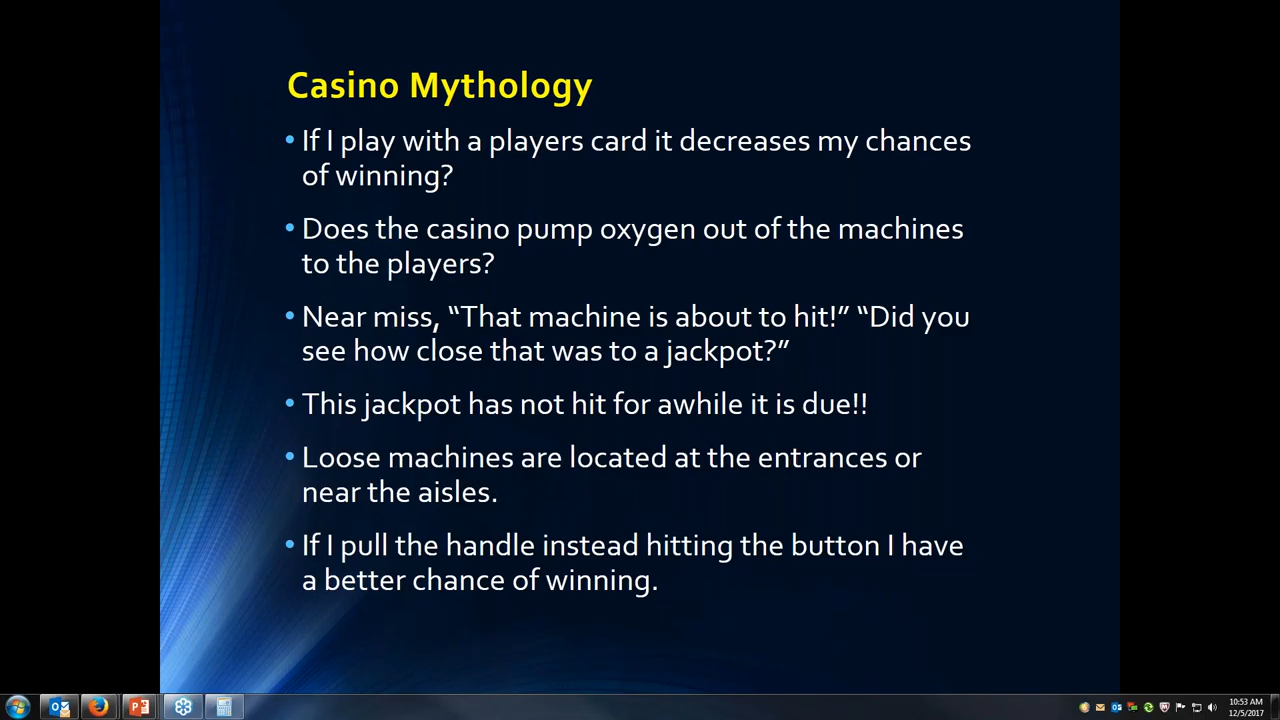 Casino Mythology
• If I play with a players card it decreases my chances
of winning?
• Does the casino pump oxygen out of the machines
to the players?
• Near miss, “That machine is about to hit!” “Did you
see how close that was to a jackpot?”
• This jackpot has not hit for awhile it is due!!
• Loose machines are located at the entrances or
near the aisles.
• If I pull the handle instead hitting the button I have
a better chance of winning.
10:53 AM
12/5/2017